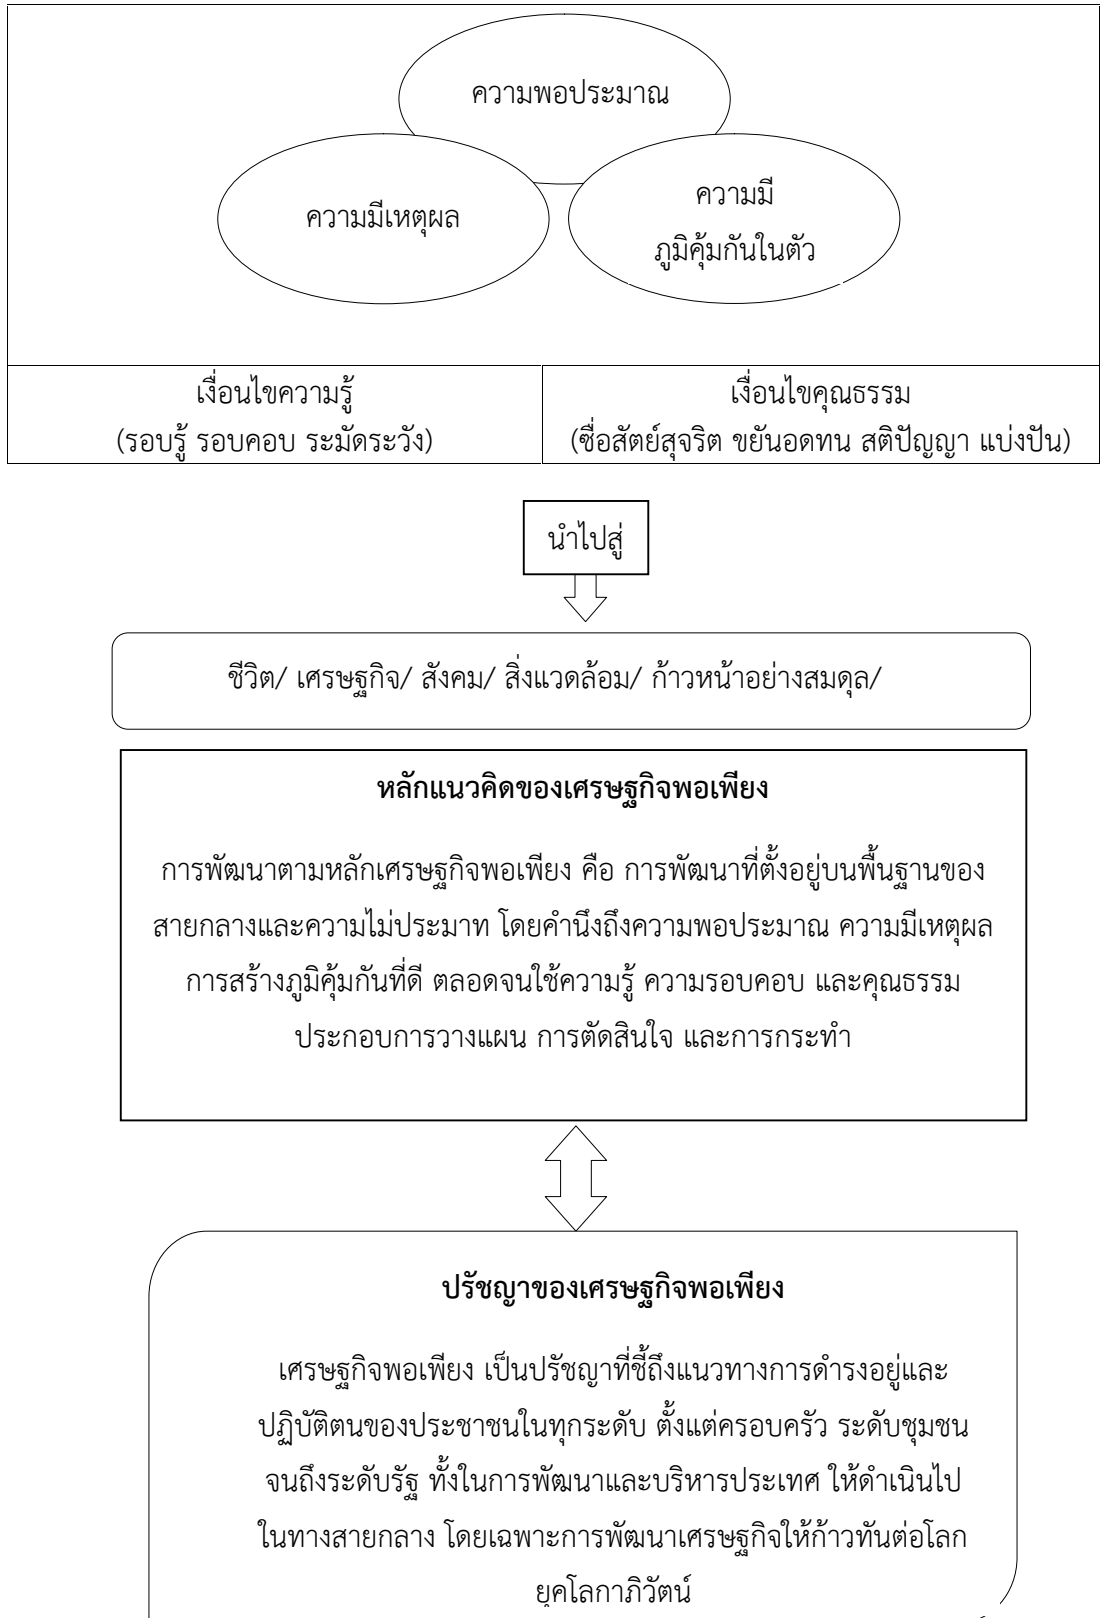 ความพอประมาณ
ความมีเหตุผล
ความมี
ภูมิคุ้มกันในตัว
เงื่อนไขความรู้
(รอบรู้ รอบคอบ ระมัดระวัง)
เงื่อนไขคุณธรรม
(ซื่อสัตย์สุจริต ขยันอดทน สติปัญญา แบ่งปัน)
นำไปสู่
ชีวิต/ เศรษฐกิจ/ สังคม/ สิ่งแวดล้อม/ ก้าวหน้าอย่างสมดุล/
หลักแนวคิดของเศรษฐกิจพอเพียง
การพัฒนาตามหลักเศรษฐกิจพอเพียง คือ การพัฒนาที่ตั้งอยู่บนพื้นฐานของ
สายกลางและความไม่ประมาท โดยคำนึงถึงความพอประมาณ ความมีเหตุผล
การสร้างภูมิคุ้มกันที่ดี ตลอดจนใช้ความรู้ ความรอบคอบ และคุณธรรม
ประกอบการวางแผน การตัดสินใจ และการกระทำ
ปรัชญาของเศรษฐกิจพอเพียง
เศรษฐกิจพอเพียง เป็นปรัชญาที่ชี้ถึงแนวทางการดำรงอยู่และ
ปฏิบัติตนของประชาชนในทุกระดับ ตั้งแต่ครอบครัว ระดับชุมชน
จนถึงระดับรัฐ ทั้งในการพัฒนาและบริหารประเทศ ให้ดำเนินไป
ในทางสายกลาง โดยเฉพาะการพัฒนาเศรษฐกิจให้ก้าวทันต่อโลก
ยุคโลกาภิวัตน์